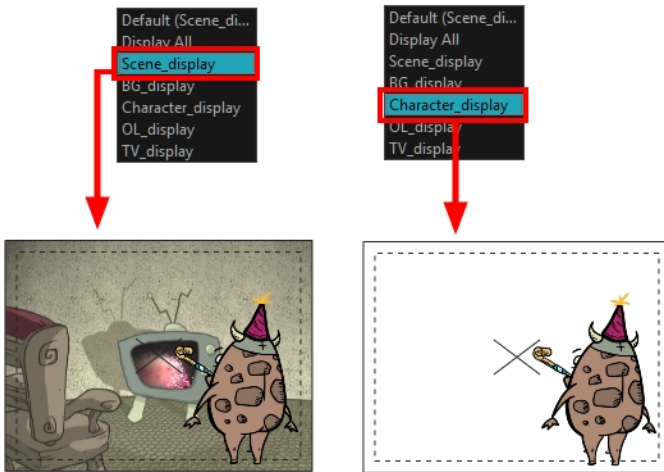 Default (Scene_di...
Display All
Scene_display
BG_display
Character_display
OL_display
TV_display
Default (Scene_di...
Display All
Scene_display
BG_display
Character_display
OL_display
TV_display